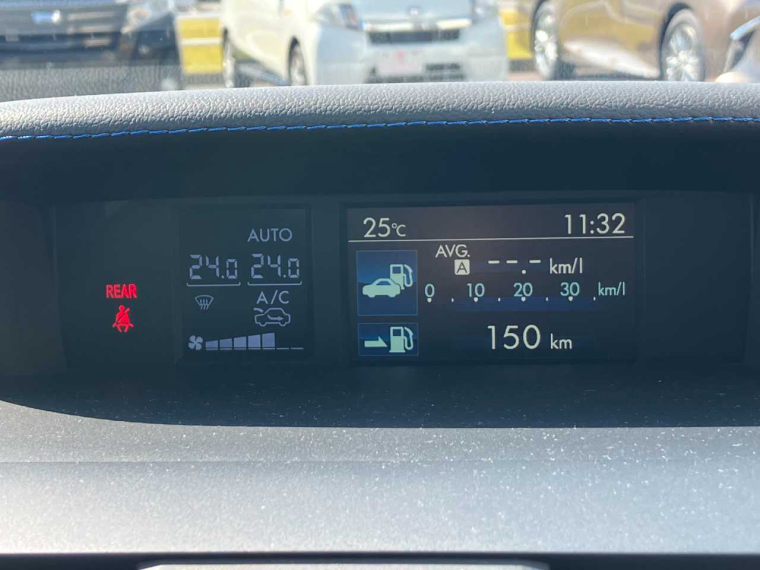 25℃ 11:32
AUTO
AVG.
24.0 24.0
A --.- km/l
REAR
A/C
0 . 10 . 20 . 30 . km/l
150 km